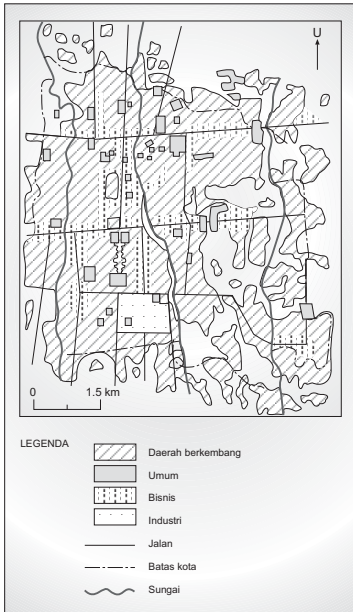 U
0 1.5 km
LEGENDA
Daerah berkembang
Umum
Bisnis
Industri
Jalan
Batas kota
Sungai